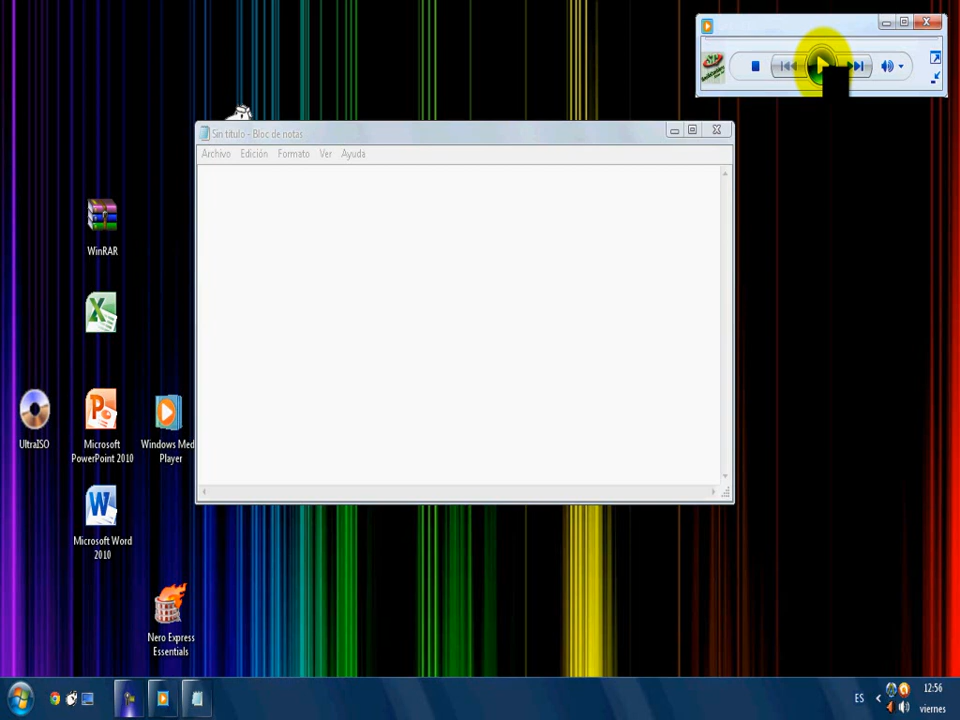 Sin título - Bloc de notas
Archivo Edición Formato Ver Ayuda
WinRAR
UltraISO
Microsoft
PowerPoint 2010
Windows Med
Player
Microsoft Word
2010
Nero Express
Essentials
ES
12:56
viernes